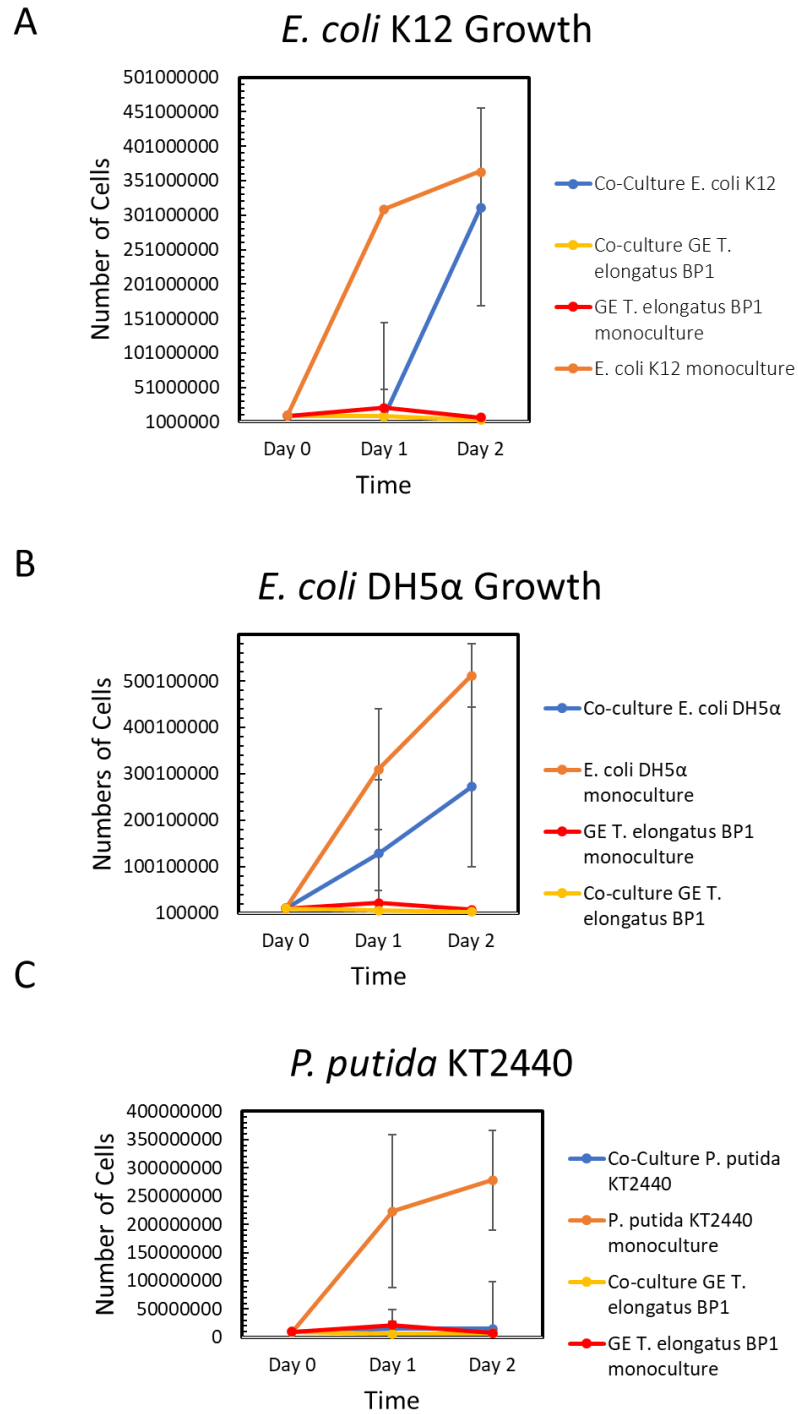 A
E. coli K12 Growth
501000000
451000000
401000000
351000000
301000000
251000000
201000000
151000000
101000000
51000000
1000000
Number of Cells
Day 0
Day 1
Day 2
Time
Co-Culture E. coli K12
Co-culture GE T.
elongatus BP1
GE T. elongatus BP1
monoculture
E. coli K12 monoculture
B
E. coli DH5α Growth
500100000
400100000
300100000
200100000
100100000
100000
Numbers of Cells
Day 0
Day 1
Day 2
Time
Co-culture E. coli DH5α
E. coli DH5α
monoculture
GE T. elongatus BP1
monoculture
Co-culture GE T.
elongatus BP1
C
P. putida KT2440
400000000
350000000
300000000
250000000
200000000
150000000
100000000
50000000
0
Number of Cells
Day 0
Day 1
Day 2
Time
Co-Culture P. putida
KT2440
P. putida KT2440
monoculture
Co-culture GE T.
elongatus BP1
GE T. elongatus BP1
monoculture